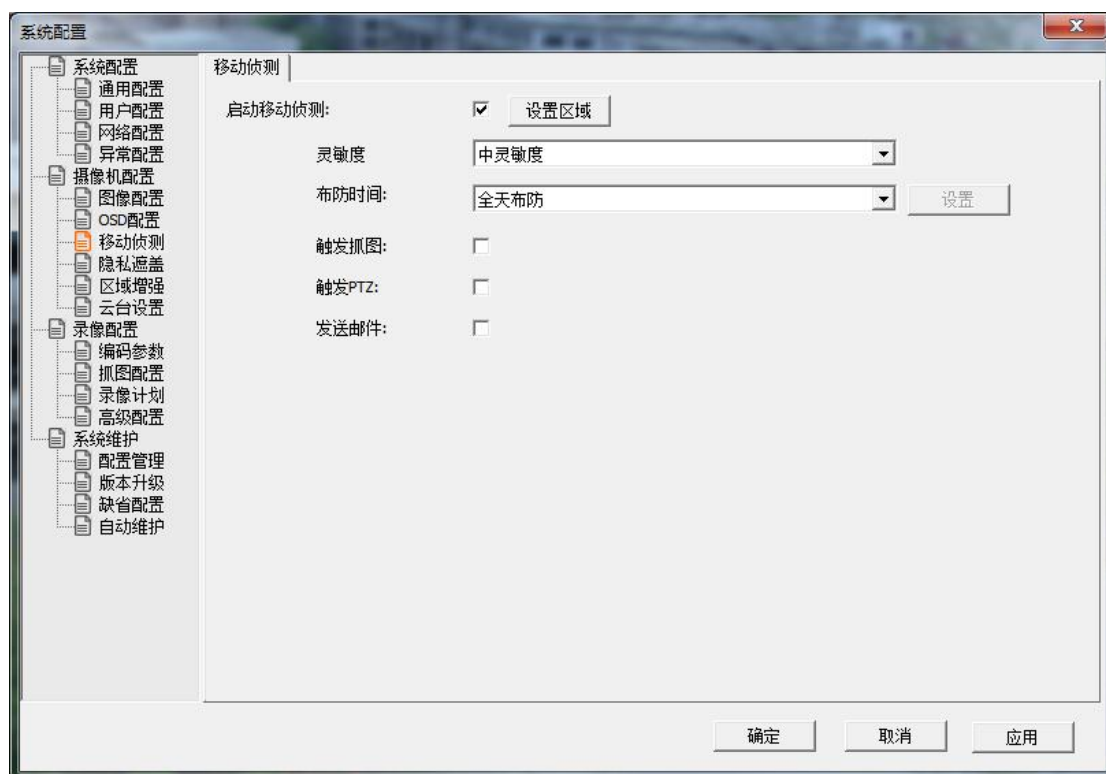 系统配置
系统配置
通用配置
用户配置
网络配置
异常配置
摄像机配置
图像配置
OSD配置
移动侦测
隐私遮盖
区域增强
云台设置
录像配置
编码参数
抓图配置
录像计划
高级配置
系统维护
配置管理
版本升级
缺省配置
自动维护
移动侦测
启动移动侦测: 设置区域
灵敏度 中灵敏度
布防时间: 全天布防 设置
触发抓图:
触发PTZ:
发送邮件:
确定 取消 应用